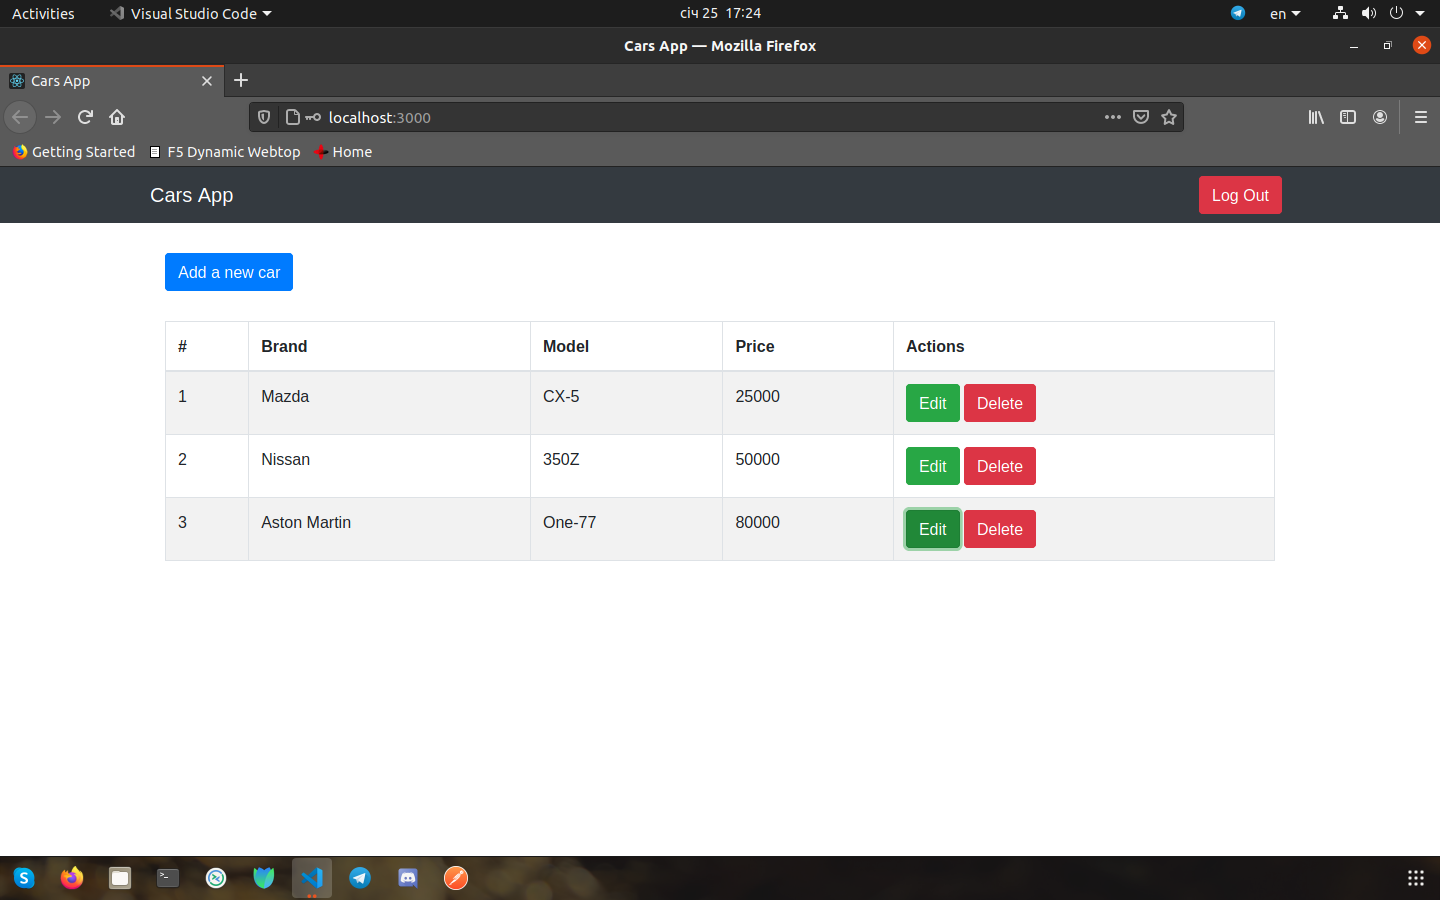 Activities Visual Studio Code січ 25 17:24 en
Cars App — Mozilla Firefox
Cars App
localhost:3000
Getting Started F5 Dynamic Webtop Home
Cars App Log Out
Add a new car
# Brand Model Price Actions
1 Mazda CX-5 25000 Edit Delete
2 Nissan 350Z 50000 Edit Delete
3 Aston Martin One-77 80000 Edit Delete